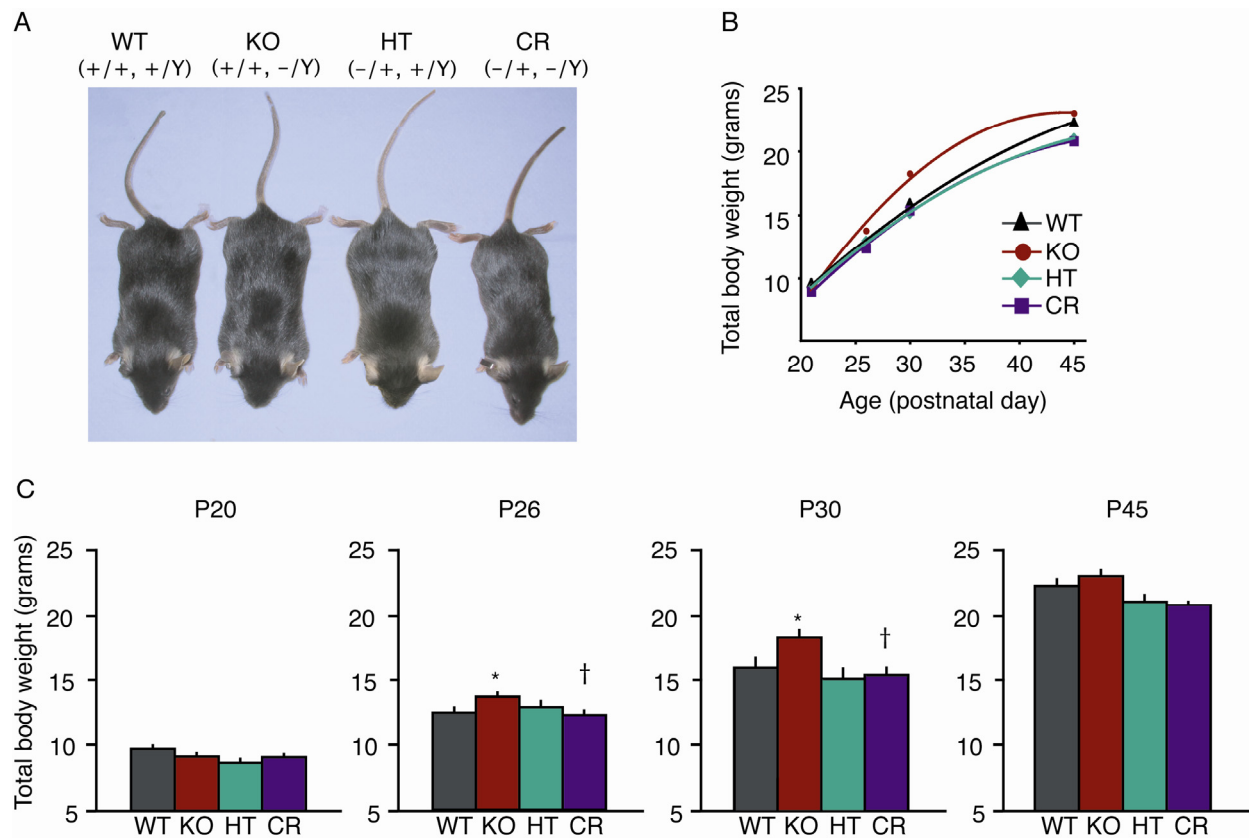 A
WT KO HT CR
(+/+, +/Y) (+/+, −/Y) (−/+, +/Y) (−/+, −/Y)
B
Total body weight (grams)
25
20
15
10
20 25 30 35 40 45
Age (postnatal day)
WT
KO
HT
CR
C
P20 P26 P30 P45
Total body weight (grams)
25 25 25 25
20 20 20 20
* †
15 15 15 15
* †
10 10 10 10
5 5 5 5
WT KO HT CR WT KO HT CR WT KO HT CR WT KO HT CR